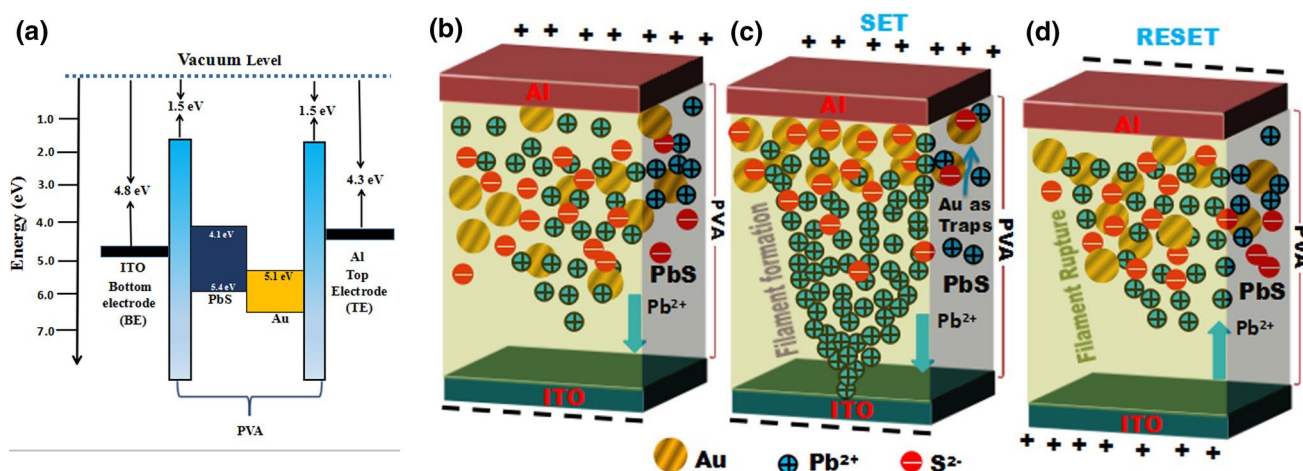 (a)
Vacuum Level
Energy (eV)
1.0
2.0
3.0
4.0
5.0
6.0
7.0
1.5 eV
1.5 eV
4.8 eV
4.3 eV
4.1 eV
5.4 eV
5.1 eV
ITO
Bottom
electrode
(BE)
PbS
Au
Al
Top
Electrode
(TE)
PVA
(b)
+ + + + + + +
Al
PbS
Pb²⁺
ITO
PVA
(c)
SET
+ + + + + + +
Al
Au as
Traps
Filament formation
PbS
Pb²⁺
ITO
PVA
(d)
RESET
Al
Filament Rupture
PbS
Pb²⁺
ITO
PVA
+ + + + + + +
Au
Pb²⁺
S²⁻